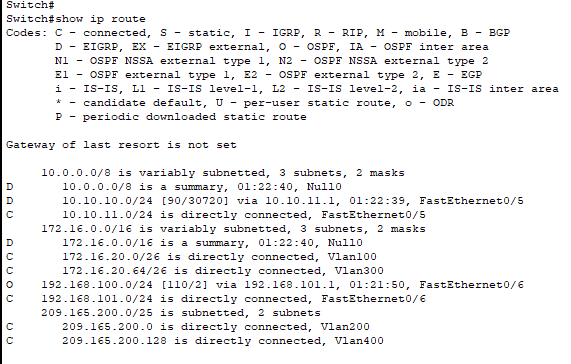 Switch#
Switch#show ip route
Codes: C - connected, S - static, I - IGRP, R - RIP, M - mobile, B - BGP
       D - EIGRP, EX - EIGRP external, O - OSPF, IA - OSPF inter area
       N1 - OSPF NSSA external type 1, N2 - OSPF NSSA external type 2
       E1 - OSPF external type 1, E2 - OSPF external type 2, E - EGP
       i - IS-IS, L1 - IS-IS level-1, L2 - IS-IS level-2, ia - IS-IS inter area
       * - candidate default, U - per-user static route, o - ODR
       P - periodic downloaded static route
Gateway of last resort is not set
     10.0.0.0/8 is variably subnetted, 3 subnets, 2 masks
D       10.0.0.0/8 is a summary, 01:22:40, Null0
D       10.10.10.0/24 [90/30720] via 10.10.11.1, 01:22:39, FastEthernet0/5
C       10.10.11.0/24 is directly connected, FastEthernet0/5
     172.16.0.0/16 is variably subnetted, 3 subnets, 2 masks
D       172.16.0.0/16 is a summary, 01:22:40, Null0
C       172.16.20.0/26 is directly connected, Vlan100
C       172.16.20.64/26 is directly connected, Vlan300
O    192.168.100.0/24 [110/2] via 192.168.101.1, 01:21:50, FastEthernet0/6
C    192.168.101.0/24 is directly connected, FastEthernet0/6
     209.165.200.0/25 is subnetted, 2 subnets
C       209.165.200.0 is directly connected, Vlan200
C       209.165.200.128 is directly connected, Vlan400